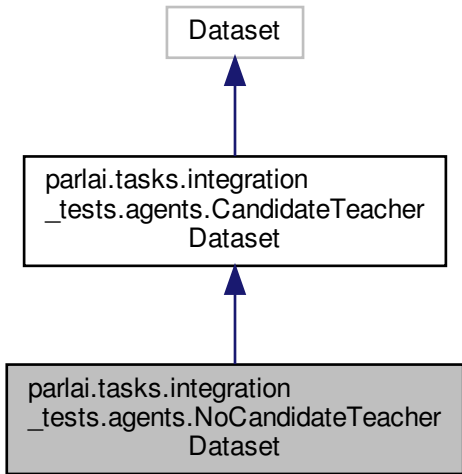 Dataset
parlai.tasks.integration
_tests.agents.CandidateTeacher
Dataset
parlai.tasks.integration
_tests.agents.NoCandidateTeacher
Dataset